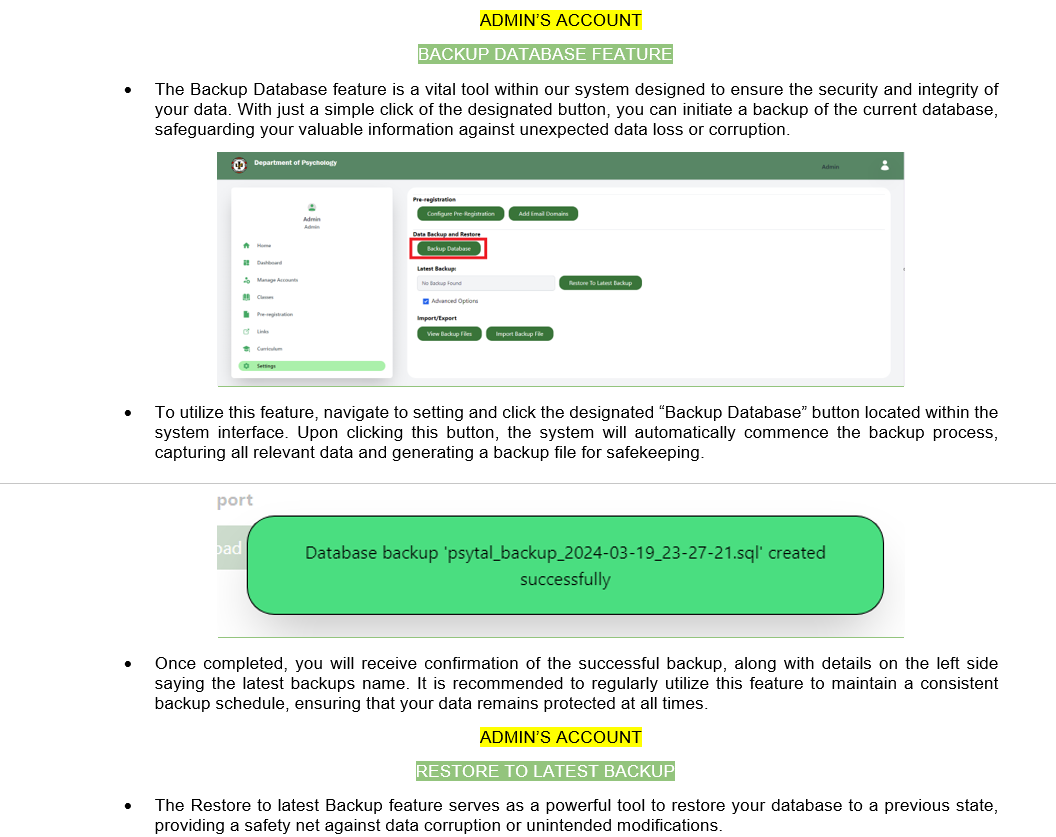 ADMIN’S ACCOUNT
BACKUP DATABASE FEATURE
• The Backup Database feature is a vital tool within our system designed to ensure the security and integrity of
your data. With just a simple click of the designated button, you can initiate a backup of the current database,
safeguarding your valuable information against unexpected data loss or corruption.
Department of Psychology
Admin
Admin
Admin
Home
Dashboard
Manage Accounts
Classes
Pre-registration
Links
Curriculum
Settings
Pre-registration
Configure Pre-Registration
Add Email Domains
Data Backup and Restore
Backup Database
Latest Backup:
No Backup Found
Restore To Latest Backup
Advanced Options
Import/Export
View Backup Files
Import Backup File
• To utilize this feature, navigate to setting and click the designated “Backup Database” button located within the
system interface. Upon clicking this button, the system will automatically commence the backup process,
capturing all relevant data and generating a backup file for safekeeping.
port
oad
Database backup 'psytal_backup_2024-03-19_23-27-21.sql' created
successfully
• Once completed, you will receive confirmation of the successful backup, along with details on the left side
saying the latest backups name. It is recommended to regularly utilize this feature to maintain a consistent
backup schedule, ensuring that your data remains protected at all times.
ADMIN’S ACCOUNT
RESTORE TO LATEST BACKUP
• The Restore to latest Backup feature serves as a powerful tool to restore your database to a previous state,
providing a safety net against data corruption or unintended modifications.